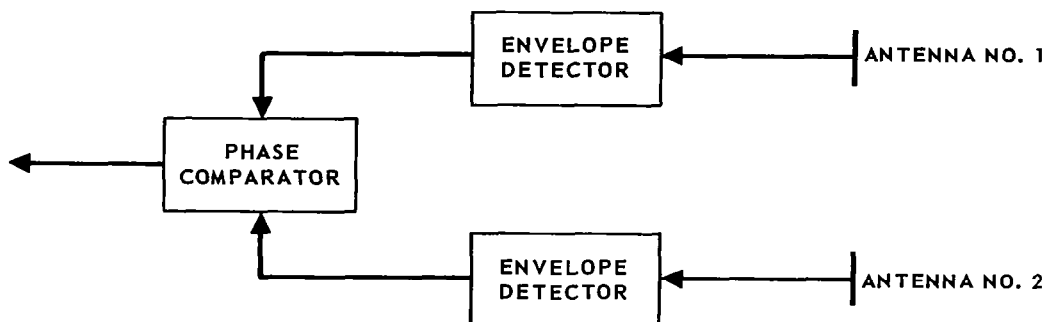 ENVELOPE
DETECTOR
ANTENNA NO. 1
PHASE
COMPARATOR
ENVELOPE
DETECTOR
ANTENNA NO. 2